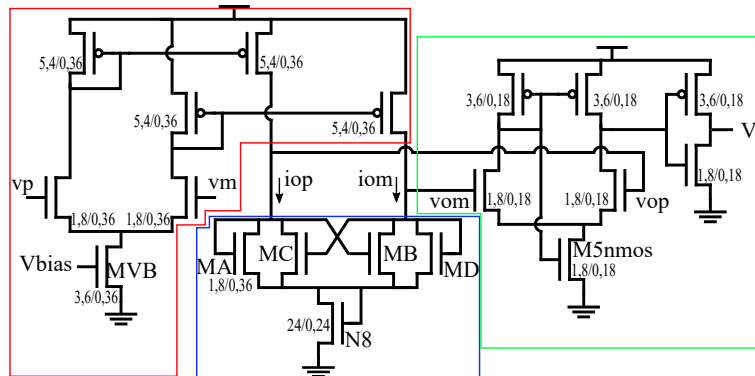 5,4/0,36
5,4/0,36
5,4/0,36
5,4/0,36
3,6/0,18
3,6/0,18
3,6/0,18
V
vp
vm
iop
iom
1,8/0,36
1,8/0,36
vom
1,8/0,18
1,8/0,18
vop
1,8/0,18
Vbias
MVB
3,6/0,36
MA
MC
MB
MD
1,8/0,36
M5nmos
1,8/0,18
24/0,24
N8